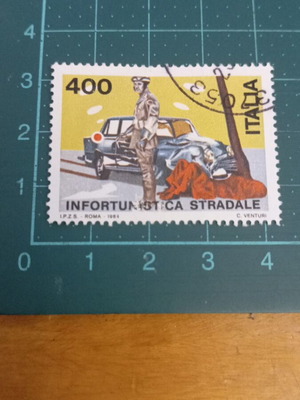 4
3
2
1
0
400
ITALIA
INFORTUNISTICA STRADALE
I.P.Z.S. ROMA - 1984
C. VENTURI
1
2
3
4